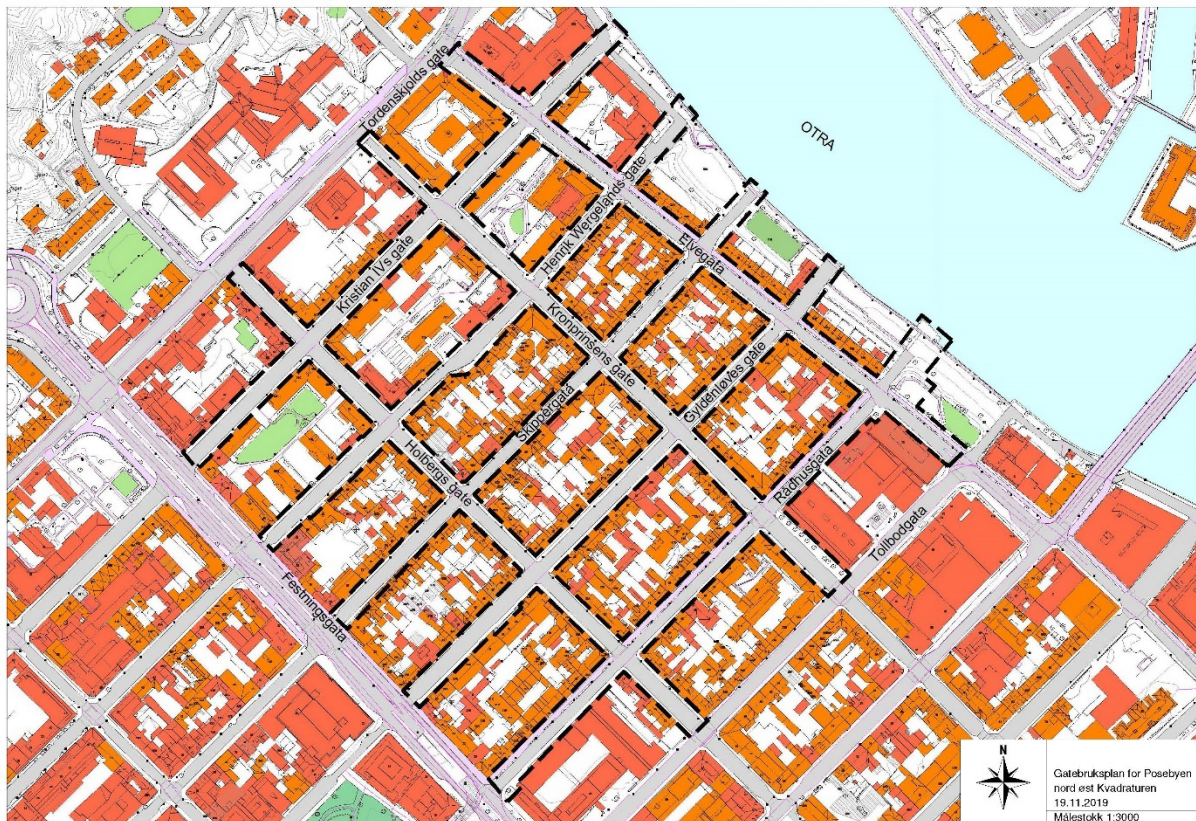 Tordenskjolds gate
OTRA
Kristian IVs gate
Henrik Wergelands gate
Elvegata
Kronprinsens gate
Skippergata
Gyldenløves gate
Holbergs gate
Rådhusgata
Tollbodgata
Festningsgata
N
Gatebruksplan for Posebyen
nord øst Kvadraturen
19.11.2019
Målestokk 1:3000